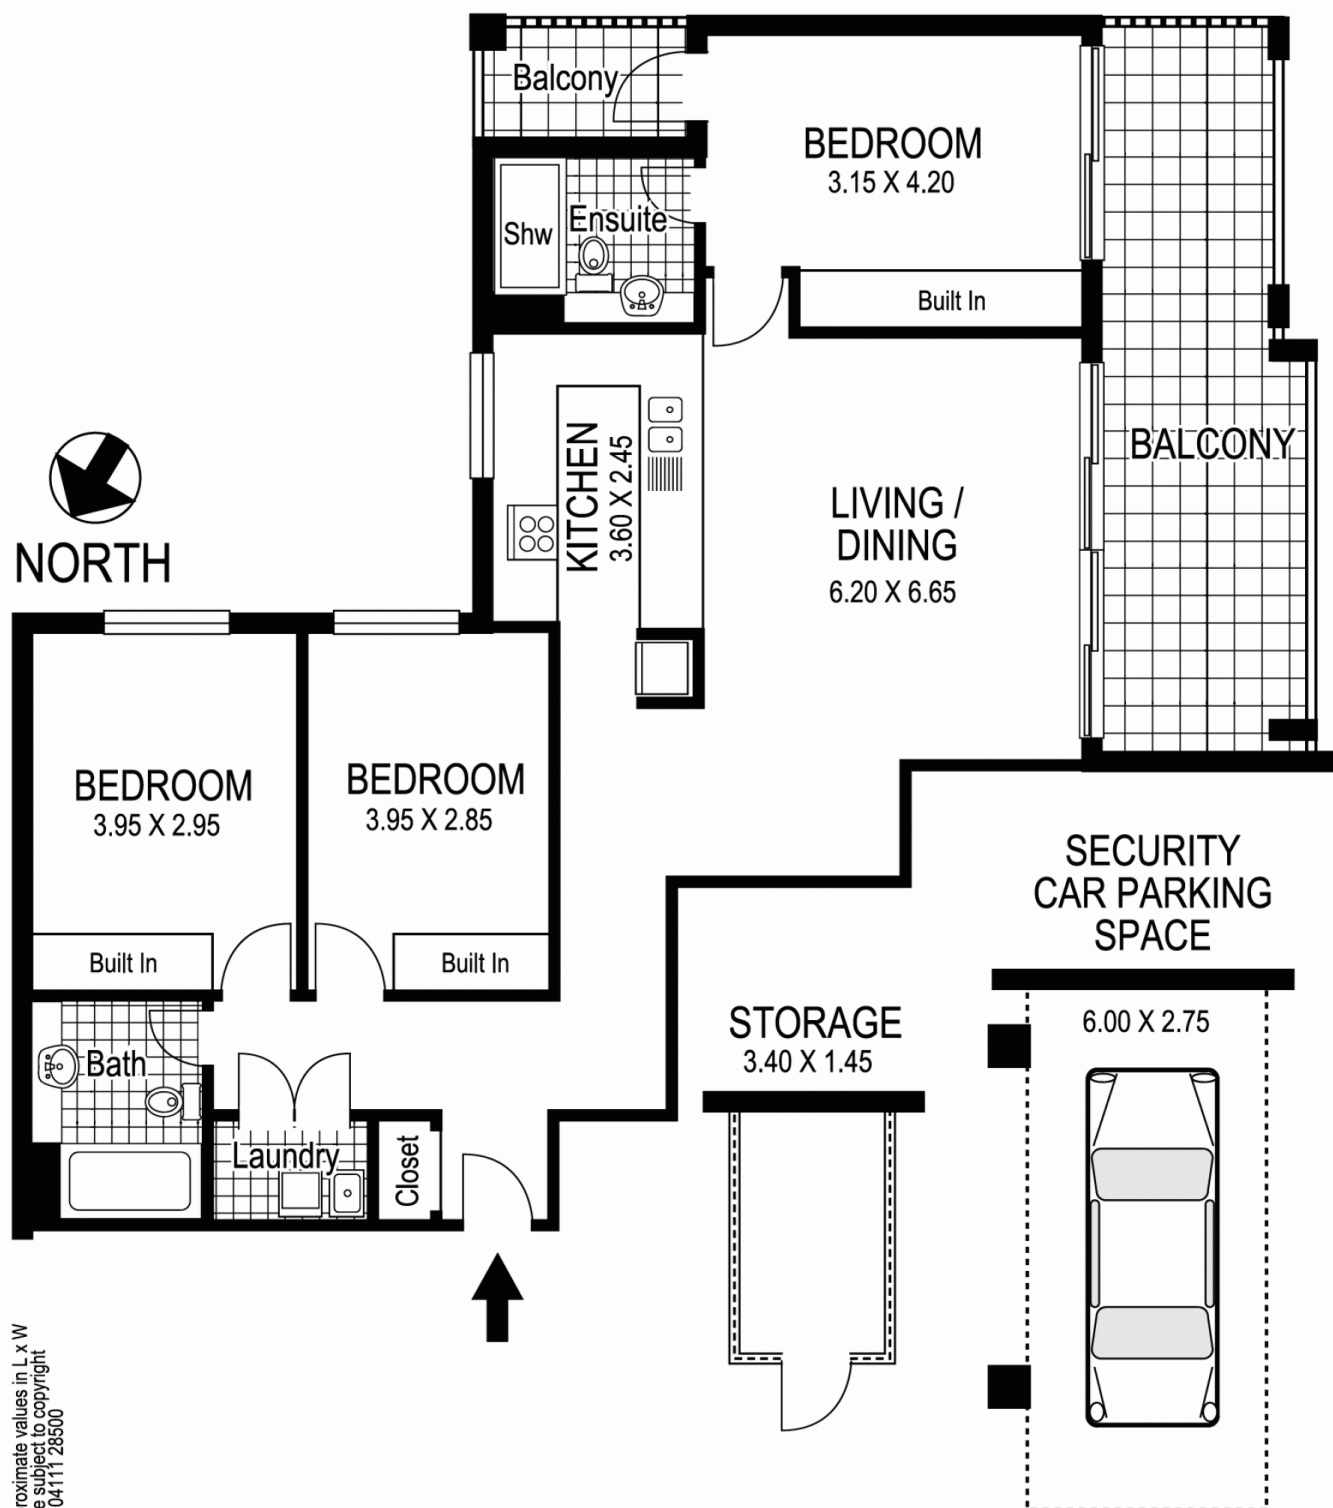 Balcony
BEDROOM
3.15 X 4.20
Shw
Ensuite
Built In
KITCHEN
3.60 X 2.45
LIVING /
DINING
6.20 X 6.65
BALCONY
NORTH
BEDROOM
3.95 X 2.95
BEDROOM
3.95 X 2.85
Built In
Built In
Bath
Laundry
Closet
STORAGE
3.40 X 1.45
SECURITY
CAR PARKING
SPACE
6.00 X 2.75
values in L x W
subject to copyright
04111 28500